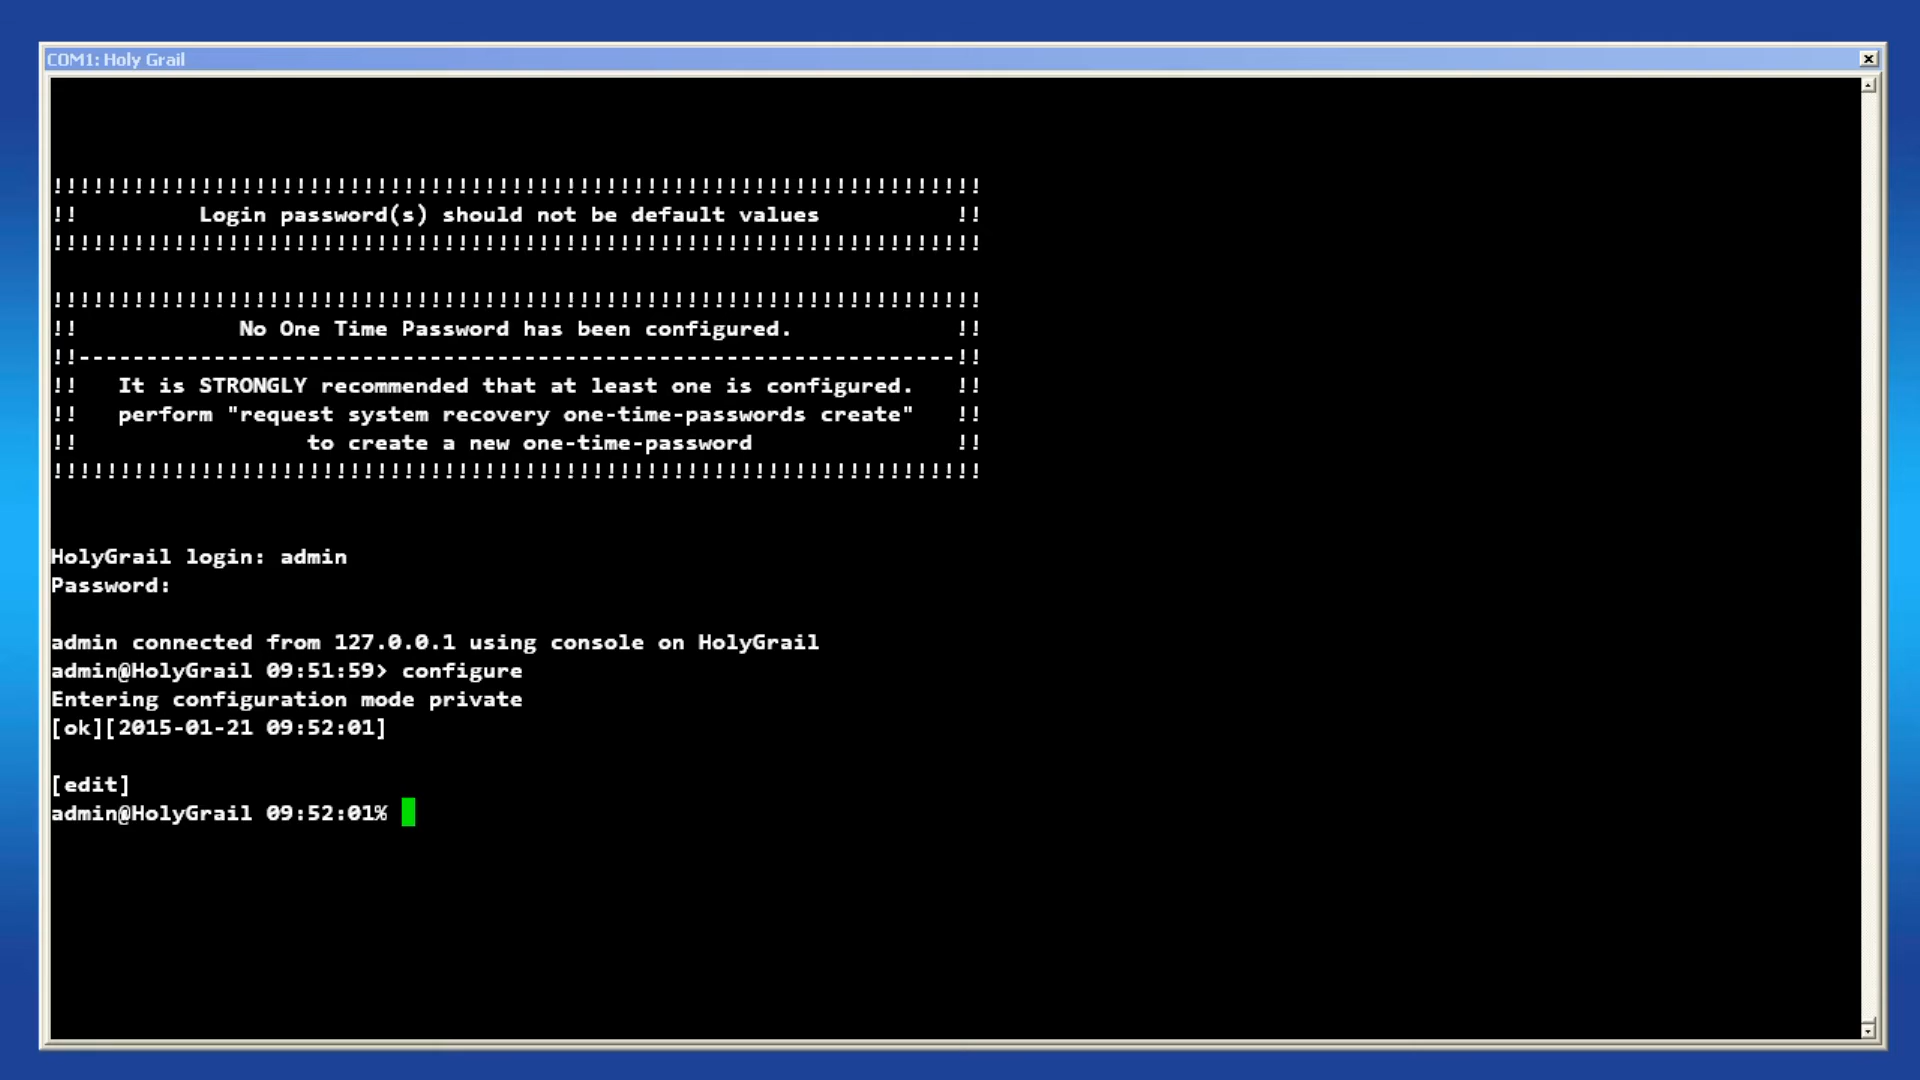 COM1: Holy Grail
!!!!!!!!!!!!!!!!!!!!!!!!!!!!!!!!!!!!!!!!!!!!!!!!!!!!!!!!!!!!!!!!!!!!!
!!         Login password(s) should not be default values          !!
!!!!!!!!!!!!!!!!!!!!!!!!!!!!!!!!!!!!!!!!!!!!!!!!!!!!!!!!!!!!!!!!!!!!!
!!!!!!!!!!!!!!!!!!!!!!!!!!!!!!!!!!!!!!!!!!!!!!!!!!!!!!!!!!!!!!!!!!!!!
!!            No One Time Password has been configured.            !!
!!-----------------------------------------------------------------!!
!!   It is STRONGLY recommended that at least one is configured.   !!
!!   perform "request system recovery one-time-passwords create"   !!
!!                 to create a new one-time-password               !!
!!!!!!!!!!!!!!!!!!!!!!!!!!!!!!!!!!!!!!!!!!!!!!!!!!!!!!!!!!!!!!!!!!!!!
HolyGrail login: admin
Password:
admin connected from 127.0.0.1 using console on HolyGrail
admin@HolyGrail 09:51:59> configure
Entering configuration mode private
[ok][2015-01-21 09:52:01]
[edit]
admin@HolyGrail 09:52:01%